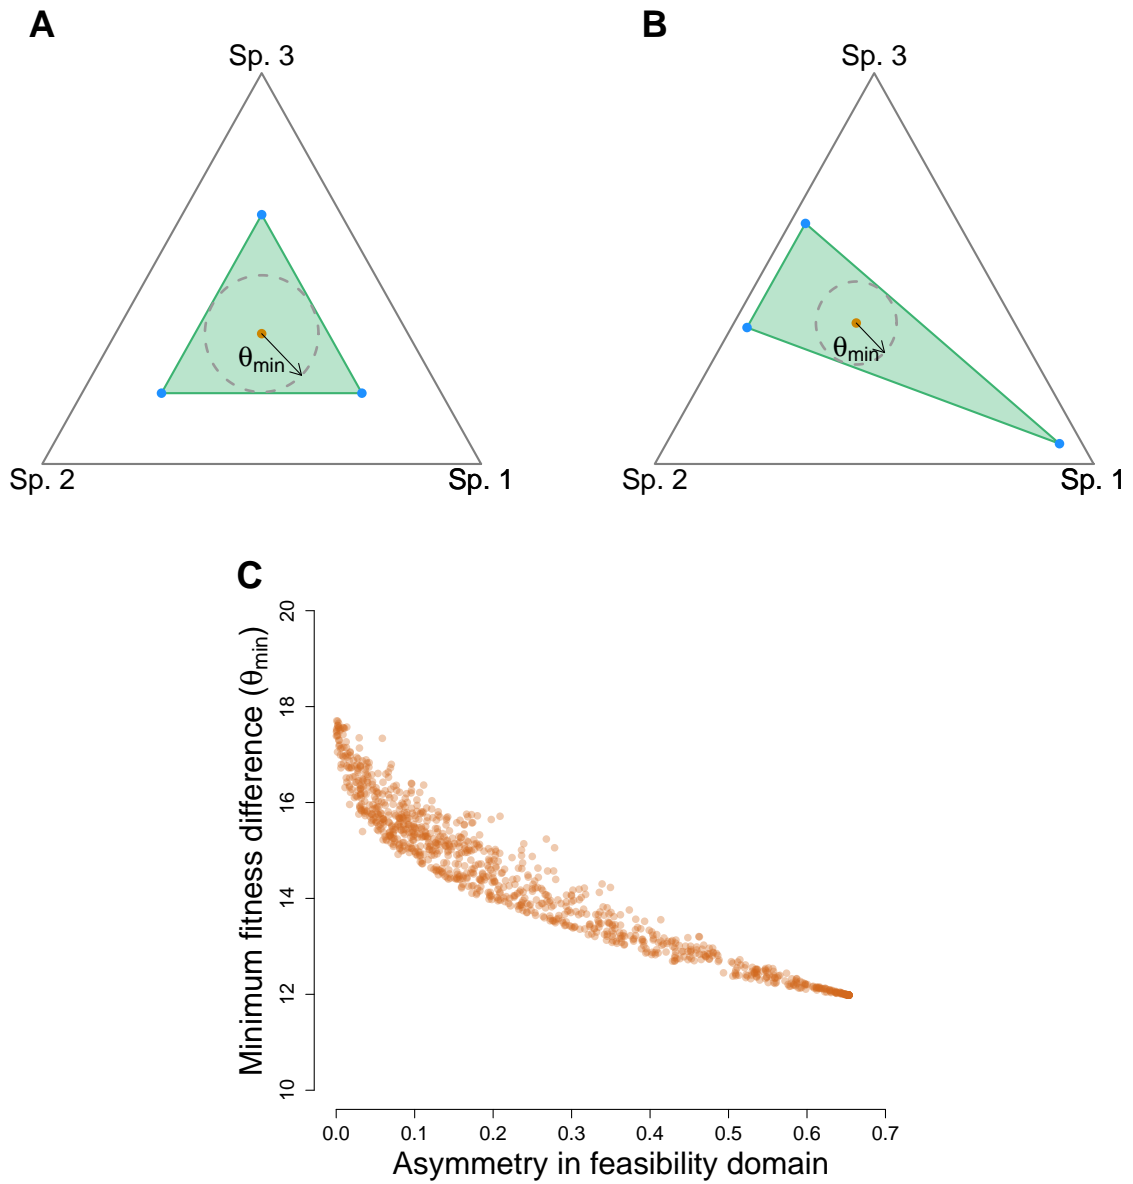 A
B
Sp. 3
Sp. 3
θmin
θmin
Sp. 2
Sp. 1
Sp. 2
Sp. 1
C
Minimum fitness difference (θmin)
20
18
16
14
12
10
0.0 0.1 0.2 0.3 0.4 0.5 0.6 0.7
Asymmetry in feasibility domain